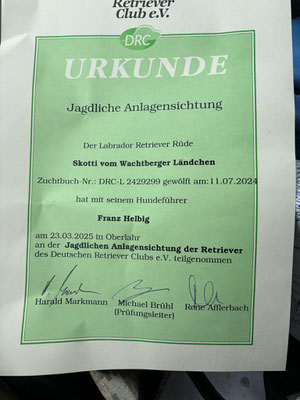 Retriever
Club e.V.
DRC
URKUNDE
Jagdliche Anlagensichtung
Der Labrador Retriever Rüde
Skotti vom Wachtberger Ländchen
Zuchtbuch-Nr.: DRC-L 2429299 gewölft am:11.07.2024
hat mit seinem Hundeführer
Franz Helbig
am 23.03.2025 in Oberlahr
an der Jagdlichen Anlagensichtung der Retriever
des Deutschen Retriever Clubs e.V. teilgenommen
Harald Markmann Michael Brühl René Afflerbach
(Prüfungsleiter)